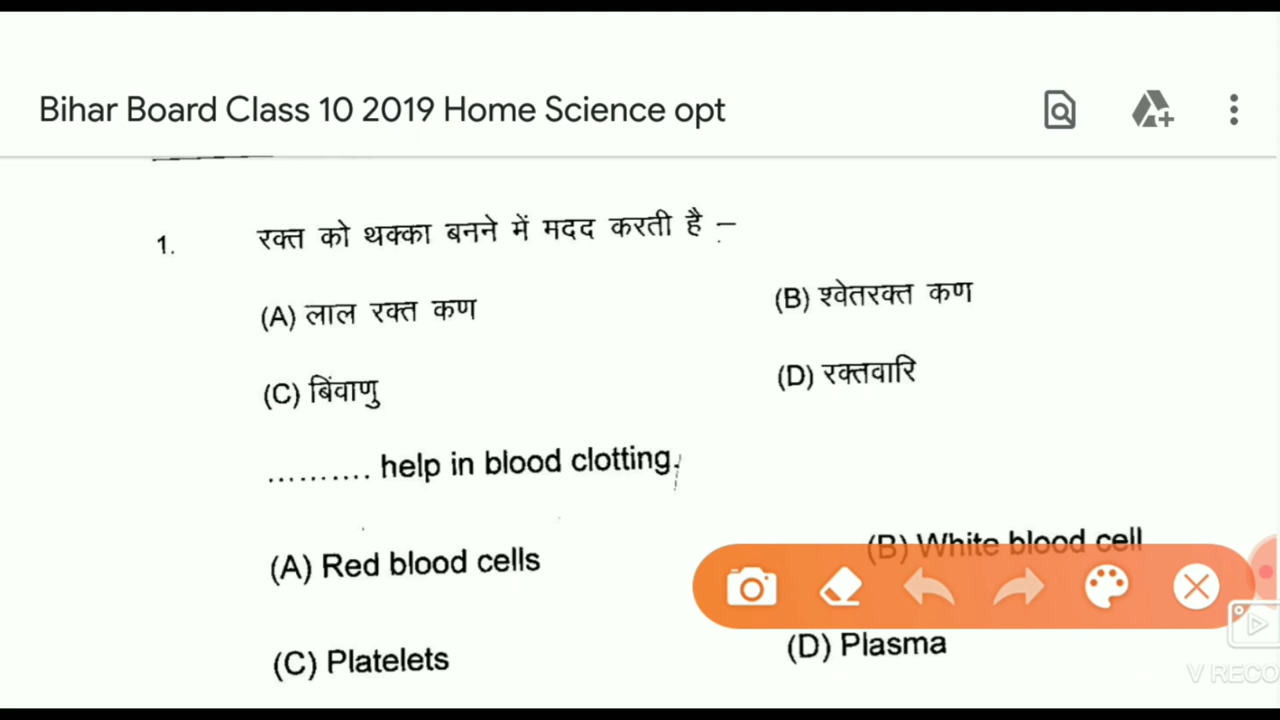 Bihar Board Class 10 2019 Home Science opt
1. रक्त को थक्का बनने में मदद करती है –
(A) लाल रक्त कण (B) श्वेतरक्त कण
(C) बिंवाणु (D) रक्तवारि
.......... help in blood clotting.
(A) Red blood cells (B) White blood cell
(C) Platelets (D) Plasma
V RECO